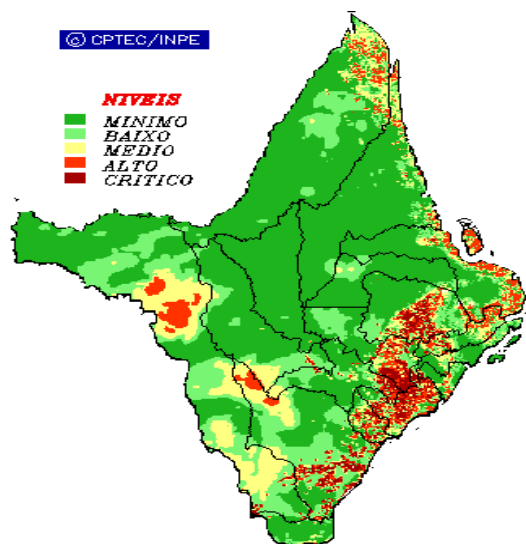 © CPTEC/INPE
NIVEIS
MINIMO
BAIXO
MEDIO
ALTO
CRITICO